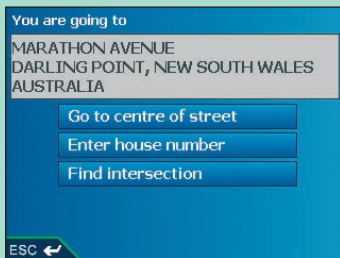 You are going to
MARATHON AVENUE
DARLING POINT, NEW SOUTH WALES
AUSTRALIA
Go to centre of street
Enter house number
Find intersection
ESC